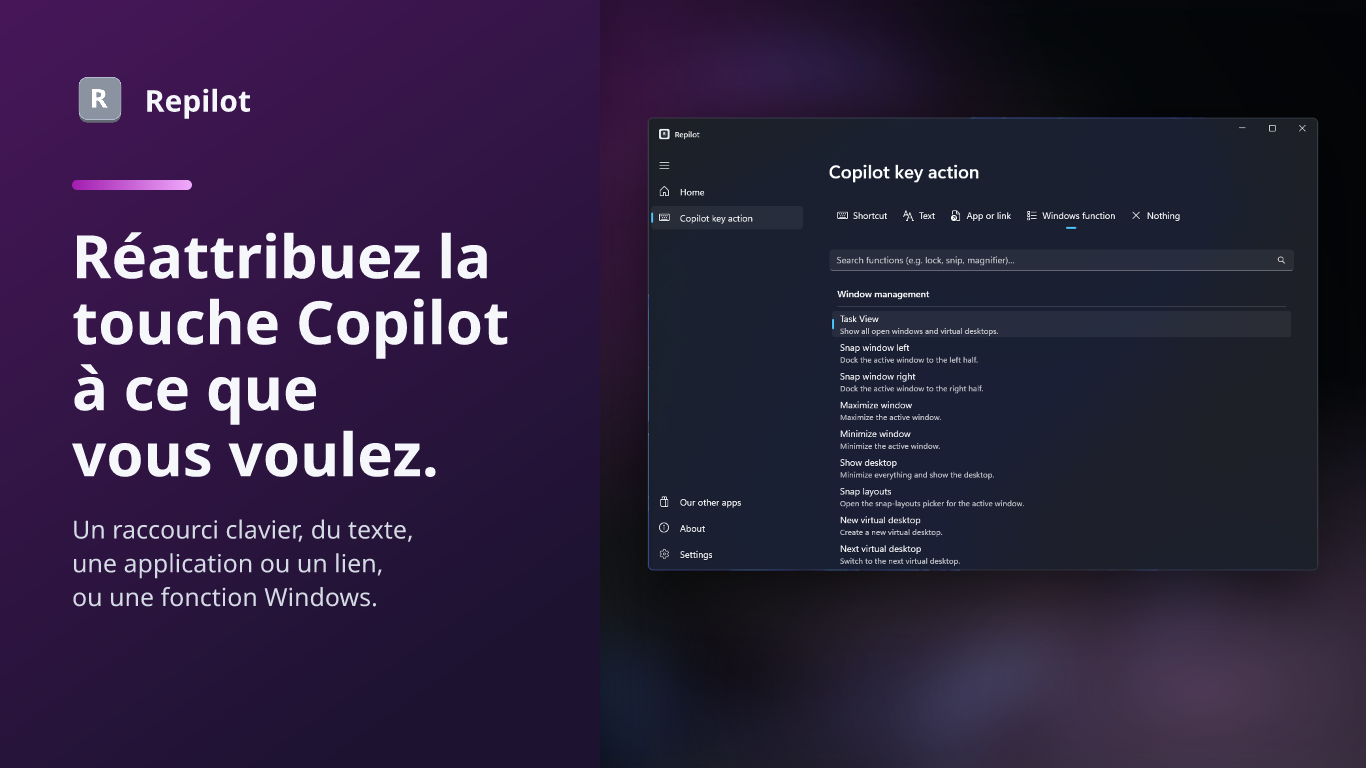 R
Repilot
Réattribuez la
touche Copilot
à ce que
vous voulez.
Un raccourci clavier, du texte,
une application ou un lien,
ou une fonction Windows.
R Repilot
Home
Copilot key action
Our other apps
About
Settings
Copilot key action
Shortcut Text App or link Windows function Nothing
Search functions (e.g. lock, snip, magnifier)...
Window management
Task View
Show all open windows and virtual desktops.
Snap window left
Dock the active window to the left half.
Snap window right
Dock the active window to the right half.
Maximize window
Maximize the active window.
Minimize window
Minimize the active window.
Show desktop
Minimize everything and show the desktop.
Snap layouts
Open the snap-layouts picker for the active window.
New virtual desktop
Create a new virtual desktop.
Next virtual desktop
Switch to the next virtual desktop.